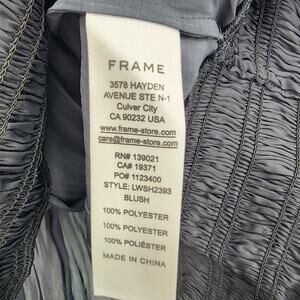 FRAME
3578 HAYDEN
AVENUE STE N-1
Culver City
CA 90232 USA
www.frame-store.com
care@frame-store.com
RN# 139021
CA# 19371
PO# 1123400
STYLE: LWSH2393
BLUSH
100% POLYESTER
100% POLYESTER
100% POLIÉSTER
MADE IN CHINA